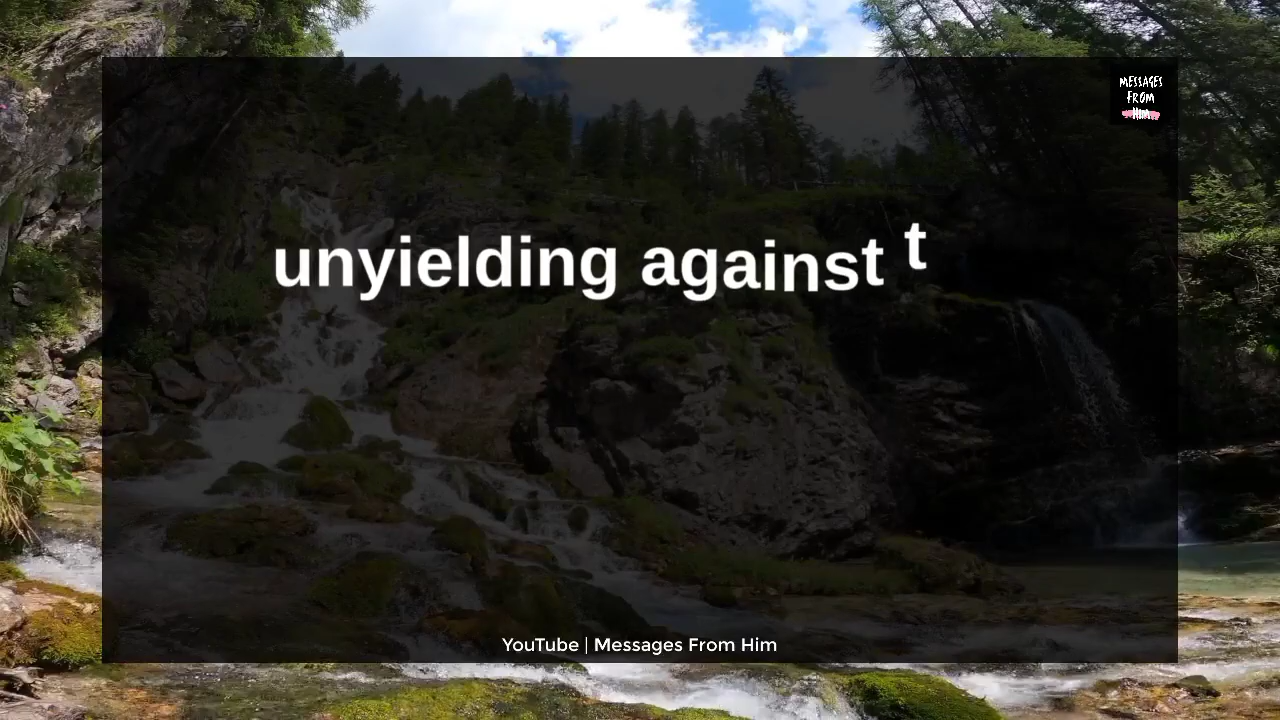 MESSAGES
FROM
HIM
unyielding against t
YouTube | Messages From Him